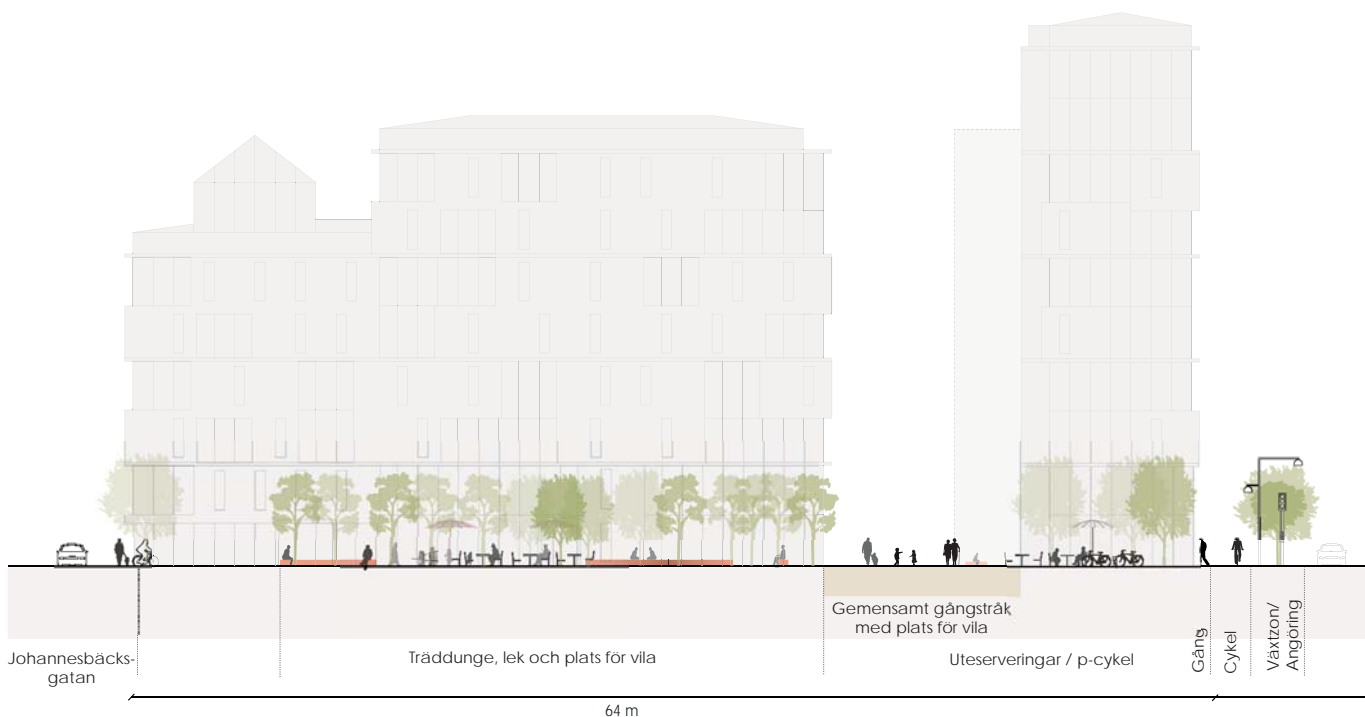 Johannesbäcks-
gatan
Träddunge, lek och plats för vila
Gemensamt gångstråk
med plats för vila
Uteserveringar / p-cykel
Gång
Cykel
Växtzon/
Angöring
64 m